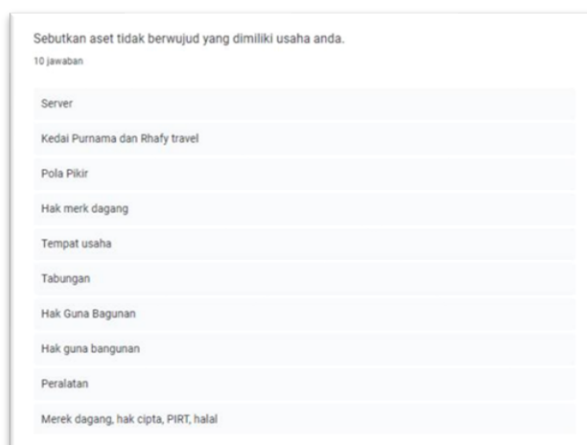 Sebutkan aset tidak berwujud yang dimiliki usaha anda.
10 jawaban
Server
Kedai Purnama dan Rhafy travel
Pola Pikir
Hak merk dagang
Tempat usaha
Tabungan
Hak Guna Bagunan
Hak guna bangunan
Peralatan
Merek dagang, hak cipta, PIRT, halal